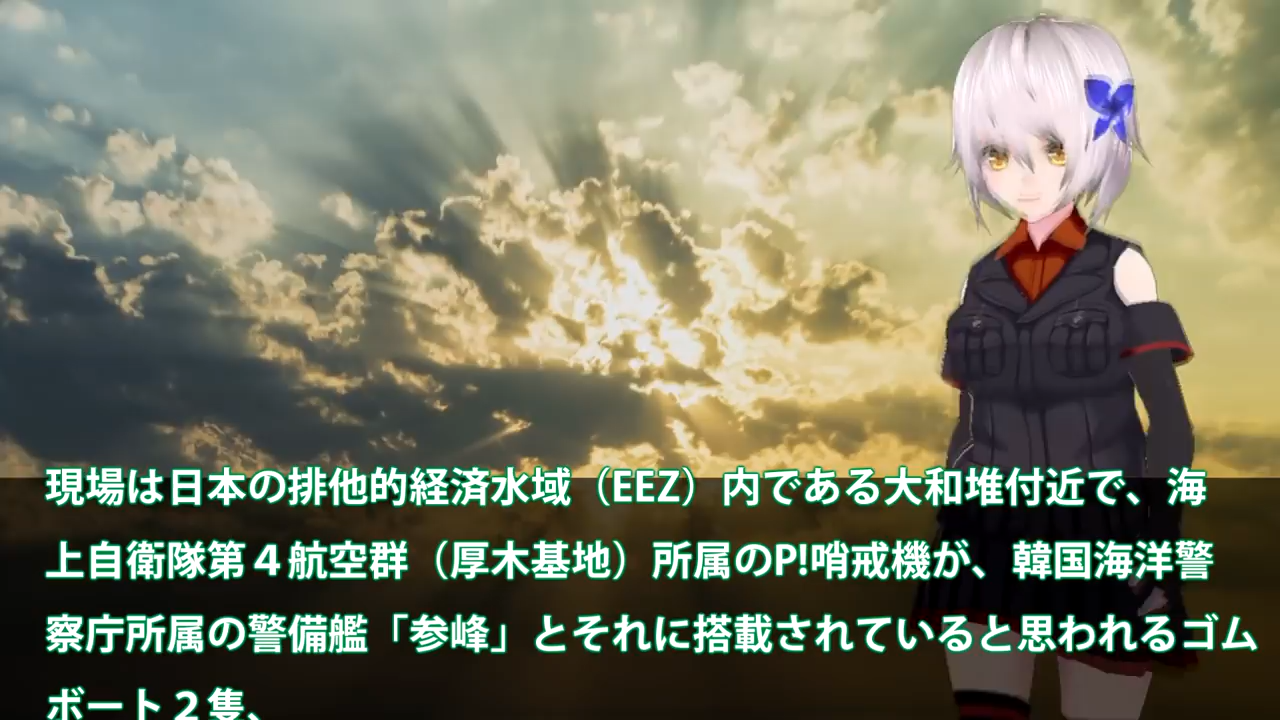 現場は日本の排他的経済水域（EEZ）内である大和堆付近で、海
上自衛隊第４航空群（厚木基地）所属のP!哨戒機が、韓国海洋警
察庁所属の警備艦「参峰」とそれに搭載されていると思われるゴム
ボート２隻、